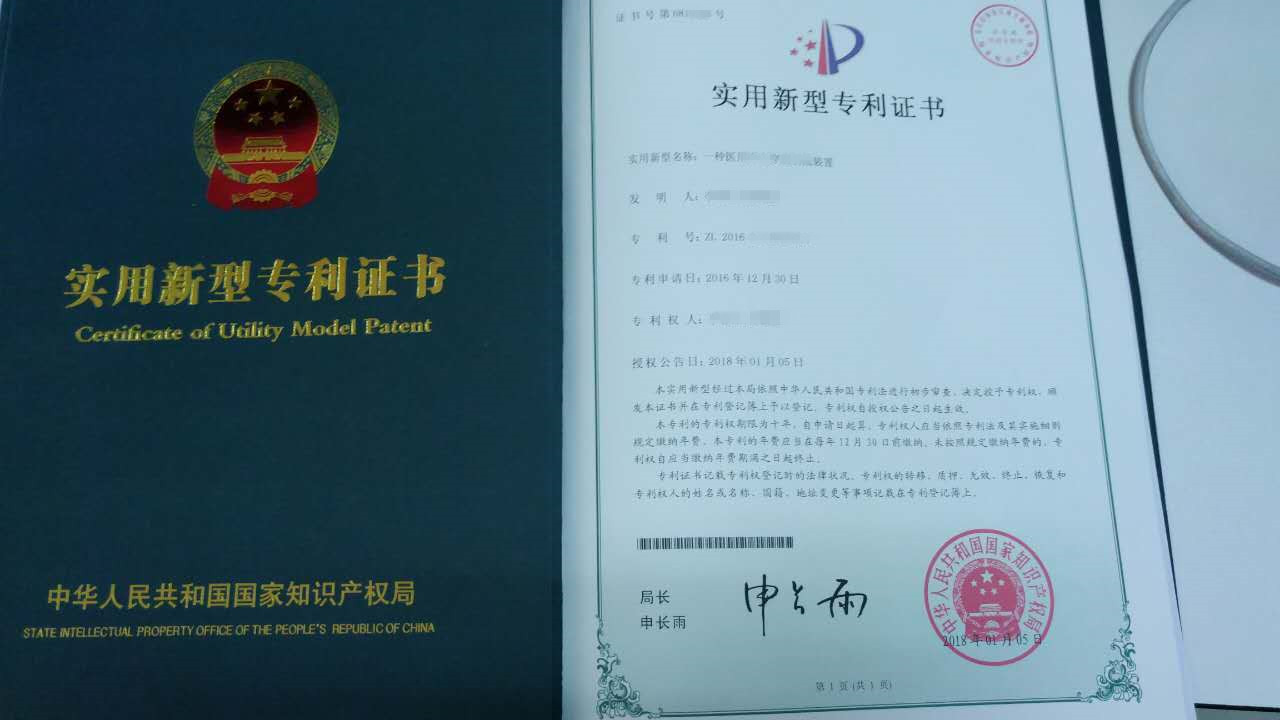 实用新型专利证书
Certificate of Utility Model Patent
中华人民共和国国家知识产权局
STATE INTELLECTUAL PROPERTY OFFICE OF THE PEOPLE'S REPUBLIC OF CHINA
证书号第681 号
实用新型专利证书
实用新型名称：一种医 装置
发 明 人：
专 利 号：ZL 2016
专利申请日：2016年12月30日
专 利 权 人：
授权公告日：2018年01月05日
本实用新型经过本局依照中华人民共和国专利法进行初步审查，决定授予专利权，颁
发本证书并在专利登记簿上予以登记。专利权自授权公告之日起生效。
本专利的专利权期限为十年，自申请日起算。专利权人应当依照专利法及其实施细则
规定缴纳年费。本专利的年费应当在每年12月30日前缴纳。未按照规定缴纳年费的，专
利权自应当缴纳年费期满之日起终止。
专利证书记载专利权登记时的法律状况。专利权的转移、质押、无效、终止、恢复和
专利权人的姓名或名称、国籍、地址变更等事项记载在专利登记簿上。
局长
申长雨
申长雨
中华人民共和国国家知识产权局
2018年01月05日
第1页(共1页)